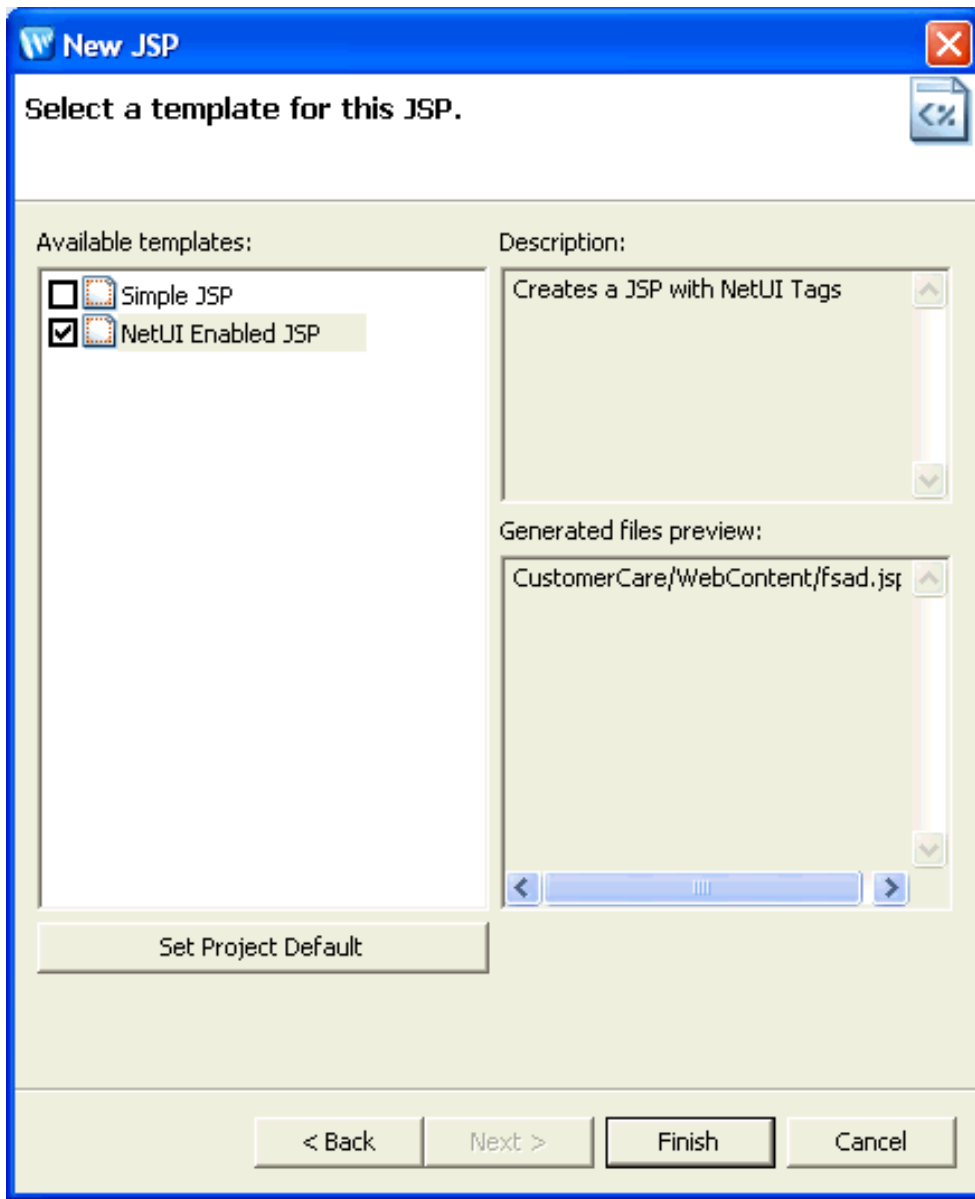 New JSP
Select a template for this JSP.
Available templates:
Simple JSP
NetUI Enabled JSP
Description:
Creates a JSP with NetUI Tags
Generated files preview:
CustomerCare/WebContent/fsad.jsp
Set Project Default
< Back
Next >
Finish
Cancel